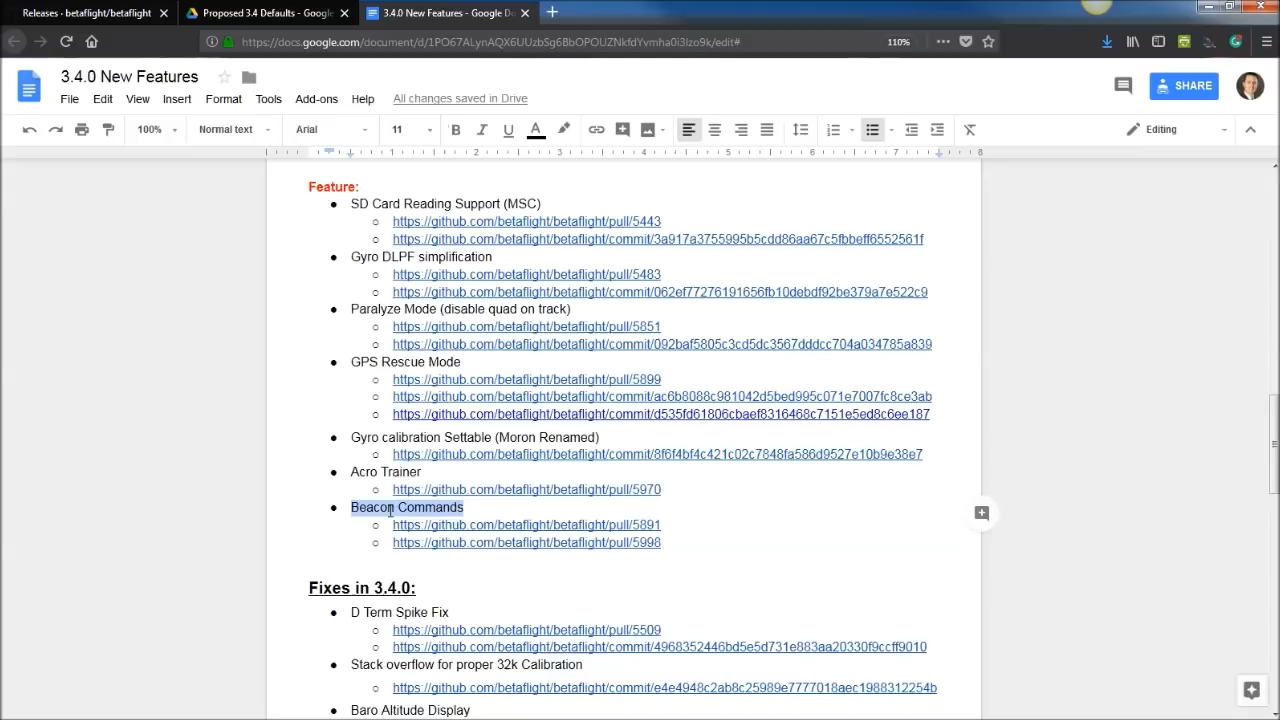 Releases · betaflight/betaflight
Proposed 3.4 Defaults - Google
3.4.0 New Features - Google Do
https://docs.google.com/document/d/1PO67ALynAQX6UUzbSg6BbOPOUZNkfdYvmha0i3Izo9k/edit#
110%
3.4.0 New Features
File Edit View Insert Format Tools Add-ons Help All changes saved in Drive
SHARE
100% Normal text Arial 11 Editing
1 2 3 4 5 6 7 8
Feature:
SD Card Reading Support (MSC)
https://github.com/betaflight/betaflight/pull/5443
https://github.com/betaflight/betaflight/commit/3a917a3755995b5cdd86aa67c5fbbeff6552561f
Gyro DLPF simplification
https://github.com/betaflight/betaflight/pull/5483
https://github.com/betaflight/betaflight/commit/062ef77276191656fb10debdf92be379a7e522c9
Paralyze Mode (disable quad on track)
https://github.com/betaflight/betaflight/pull/5851
https://github.com/betaflight/betaflight/commit/092baf5805c3cd5dc3567dddcc704a034785a839
GPS Rescue Mode
https://github.com/betaflight/betaflight/pull/5899
https://github.com/betaflight/betaflight/commit/ac6b8088c981042d5bed995c071e7007fc8ce3ab
https://github.com/betaflight/betaflight/commit/d535fd61806cbaef8316468c7151e5ed8c6ee187
Gyro calibration Settable (Moron Renamed)
https://github.com/betaflight/betaflight/commit/8f6f4bf4c421c02c7848fa586d9527e10b9e38e7
Acro Trainer
https://github.com/betaflight/betaflight/pull/5970
Beacon Commands
https://github.com/betaflight/betaflight/pull/5891
https://github.com/betaflight/betaflight/pull/5998
Fixes in 3.4.0:
D Term Spike Fix
https://github.com/betaflight/betaflight/pull/5509
https://github.com/betaflight/betaflight/commit/4968352446bd5e5d731e883aa20330f9ccff9010
Stack overflow for proper 32k Calibration
https://github.com/betaflight/betaflight/commit/e4e4948c2ab8c25989e7777018aec1988312254b
Baro Altitude Display